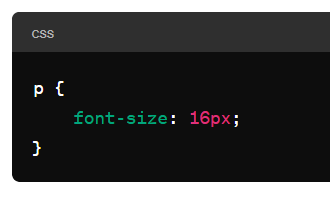 css
p {
    font-size: 16px;
}